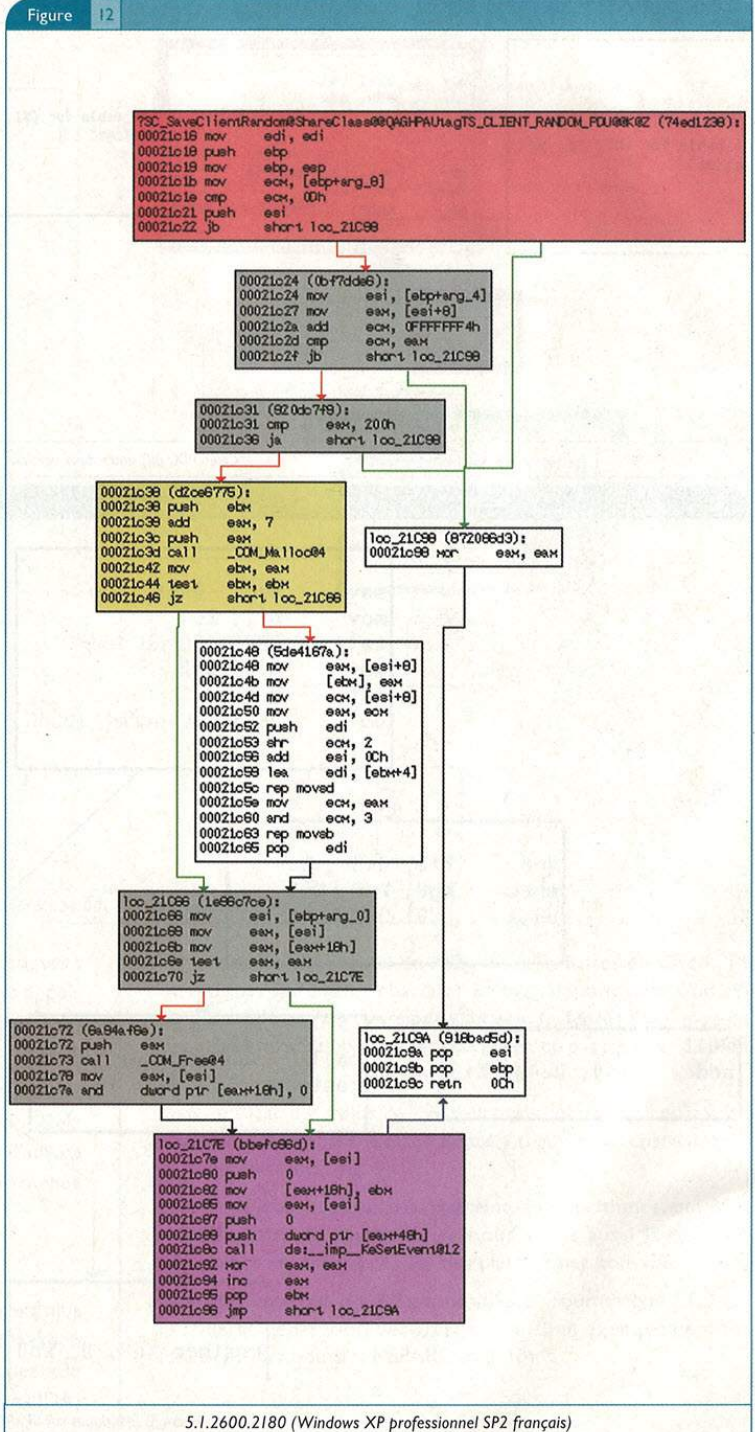 Figure 12
?SC_SaveClientRandom@ShareClass@@QAGHPAUtagTS_CLIENT_RANDOM_PDU@@K@Z (74ed1238):
00021c16 mov edi, edi
00021c18 push ebp
00021c19 mov ebp, esp
00021c1b mov ecx, [ebp+arg_8]
00021c1e cmp ecx, 0Dh
00021c21 push esi
00021c22 jb short loc_21C98
00021c24 (0bf7dde6):
00021c24 mov esi, [ebp+arg_4]
00021c27 mov eax, [esi+8]
00021c2a add ecx, 0FFFFFFF4h
00021c2d cmp ecx, eax
00021c2f jb short loc_21C98
00021c31 (920dc7f9):
00021c31 cmp eax, 200h
00021c36 ja short loc_21C98
00021c38 (d2ce6775):
00021c38 push ebx
00021c39 add eax, 7
00021c3c push eax
00021c3d call _COM_Malloc@4
00021c42 mov ebx, eax
00021c44 test ebx, ebx
00021c46 jz short loc_21C66
loc_21C98 (872086d3):
00021c98 xor eax, eax
00021c48 (5de4167a):
00021c48 mov eax, [esi+8]
00021c4b mov [ebx], eax
00021c4d mov ecx, [esi+8]
00021c50 mov eax, ecx
00021c52 push edi
00021c53 shr ecx, 2
00021c56 add esi, 0Ch
00021c59 lea edi, [ebx+4]
00021c5c rep movsd
00021c5e mov ecx, eax
00021c60 and ecx, 3
00021c63 rep movsb
00021c65 pop edi
loc_21C66 (1e86c7ce):
00021c66 mov esi, [ebp+arg_0]
00021c69 mov eax, [esi]
00021c6b mov eax, [eax+18h]
00021c6e test eax, eax
00021c70 jz short loc_21C7E
00021c72 (6a94af8e):
00021c72 push eax
00021c73 call _COM_Free@4
00021c78 mov eax, [esi]
00021c7a and dword ptr [eax+18h], 0
loc_21C9A (918bad5d):
00021c9a pop esi
00021c9b pop ebp
00021c9c retn 0Ch
loc_21C7E (bbefc86d):
00021c7e mov eax, [esi]
00021c80 push 0
00021c82 mov [eax+18h], ebx
00021c85 mov eax, [esi]
00021c87 push 0
00021c89 push dword ptr [eax+48h]
00021c8c call ds:__imp__KeSetEvent@12
00021c92 xor eax, eax
00021c94 inc eax
00021c95 pop ebx
00021c96 jmp short loc_21C9A
5.1.2600.2180 (Windows XP professionnel SP2 français)